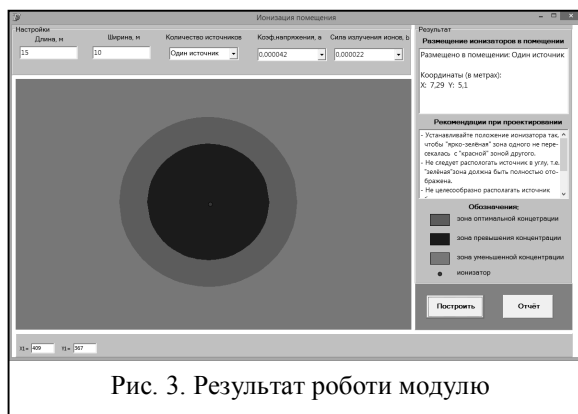 Ионизация помещения
Настройки
Длина, м
Ширина, м
Количество источников
Коэф.напряжения, a
Сила излучения ионов, b
15
10
Один источник
0.000042
0.000022
Результат
Размещение ионизаторов в помещении
Размещено в помещении: Один источник
Координаты (в метрах):
X: 7,29 Y: 5,1
Рекомендации при проектировании
- Устанавливайте положение ионизатора так,
чтобы "ярко-зелёная" зона одного не пере-
секалась с "красной" зоной другого.
- Не следует распологать источник в углу, т.е.
"зелёная"зона должна быть полностью ото-
бражена.
- Не целесообразно располагать источник
Обозначения:
зона оптимальной концетрации
зона превышения концентрации
зона уменьшенной концентрации
ионизатор
Построить
Отчёт
409
367
Рис. 3. Результат роботи модулю